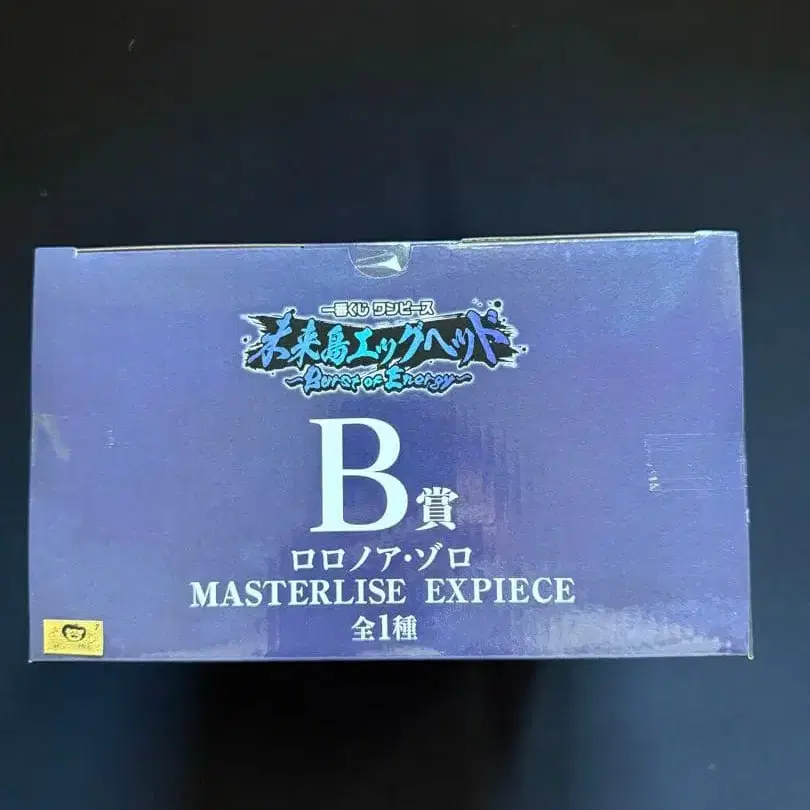 一番くじ ワンピース
未来島エッグヘッド
~Burst of Energy~
B賞
ロロノア・ゾロ
MASTERLISE EXPIECE
全1種